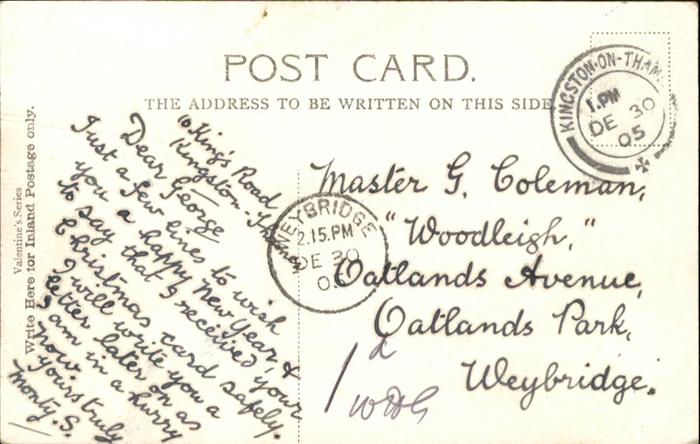 POST CARD.
THE ADDRESS TO BE WRITTEN ON THIS SIDE.
Valentine's Series
Write Here for Inland Postage only.
KINGSTON-ON-THAM
1.PM
DE 30
05
WEYBRIDGE
2.15.PM
DE 30
05
10 King's Road
Kingston-
Dear George
Just a few lines to wish
you a happy New Year, &
to say that I received your
Christmas card safely.
I will write you a
letter later on as
I am in a hurry
now
yours truly
Monty. S.
Master G. Coleman,
"Woodleigh,"
Oatlands Avenue,
Oatlands Park,
Weybridge.
1d